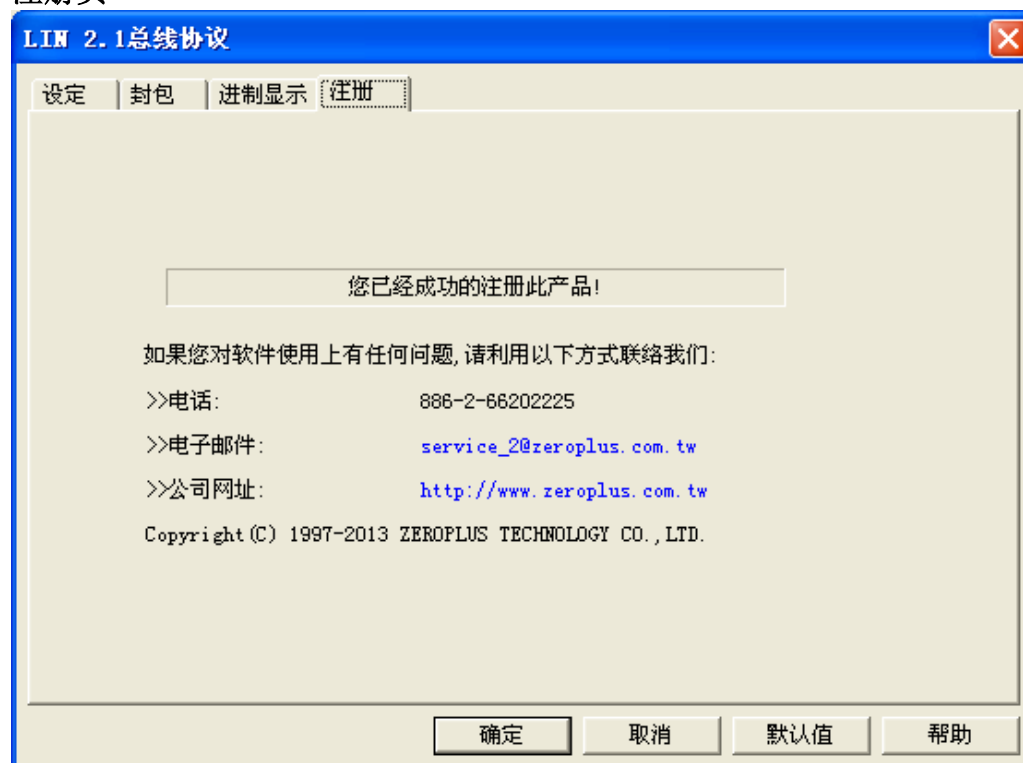 LIN 2.1总线协议
设定 封包 进制显示 注册
您已经成功的注册此产品!
如果您对软件使用上有任何问题,请利用以下方式联络我们:
>>电话: 886-2-66202225
>>电子邮件: service_2@zeroplus.com.tw
>>公司网址: http://www.zeroplus.com.tw
Copyright(C) 1997-2013 ZEROPLUS TECHNOLOGY CO.,LTD.
确定 取消 默认值 帮助